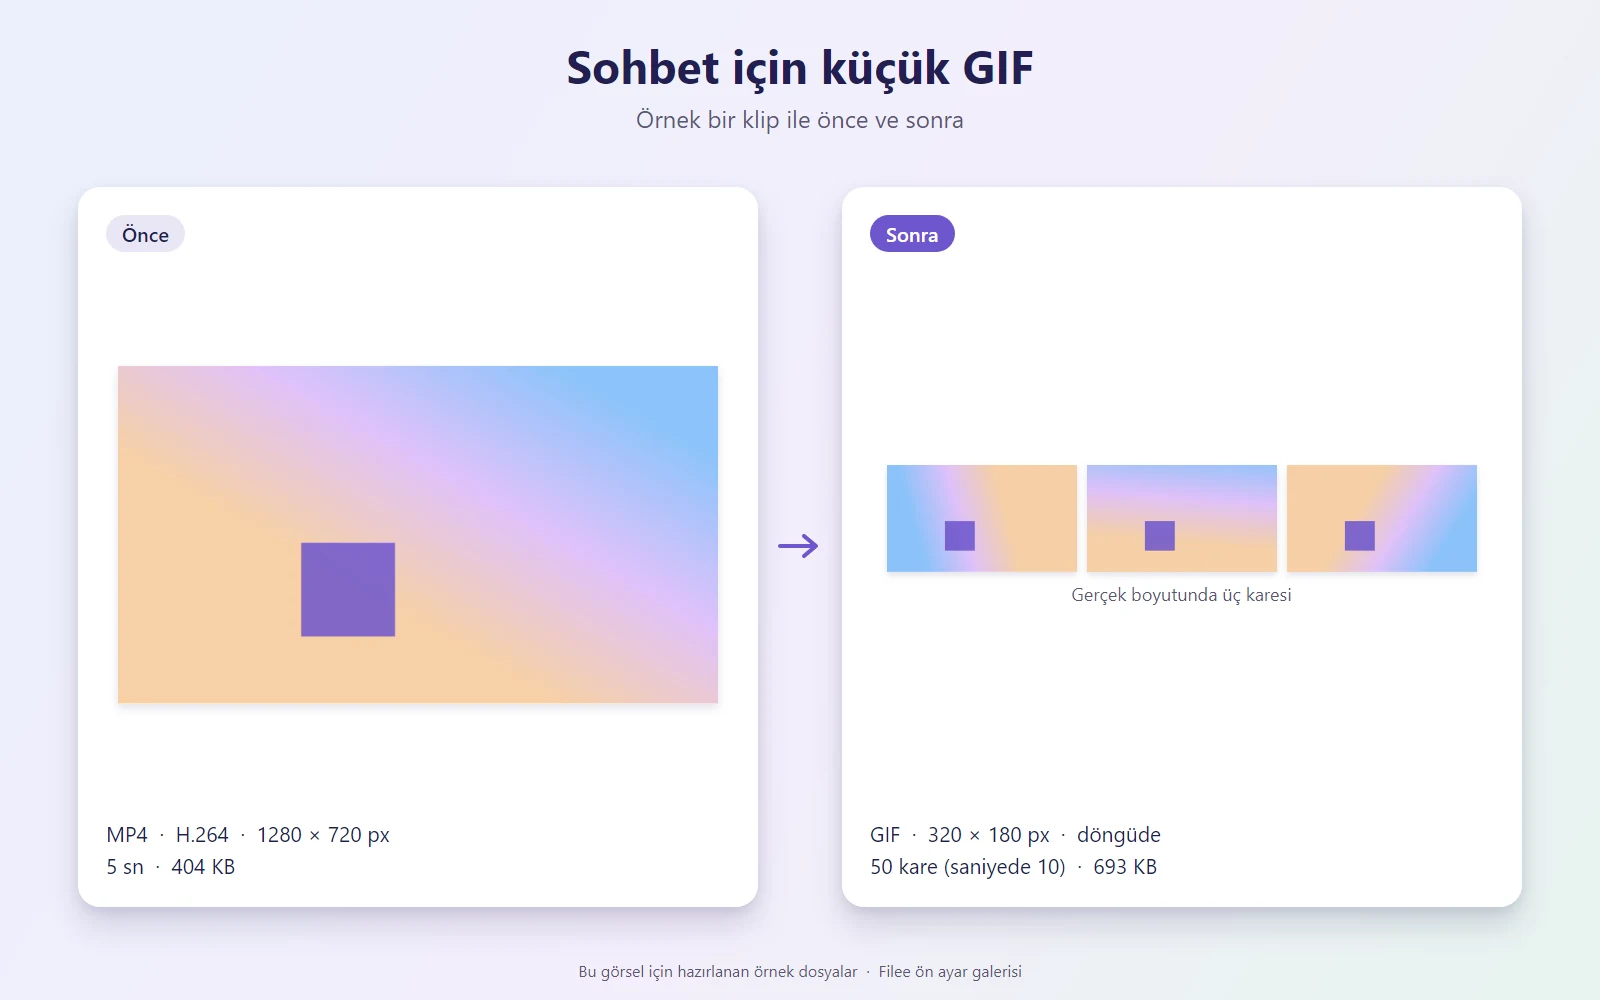 Sohbet için küçük GIF
Örnek bir klip ile önce ve sonra
Önce
MP4 · H.264 · 1280 × 720 px
5 sn · 404 KB
Sonra
Gerçek boyutunda üç karesi
GIF · 320 × 180 px · döngüde
50 kare (saniyede 10) · 693 KB
Bu görsel için hazırlanan örnek dosyalar · Filee ön ayar galerisi